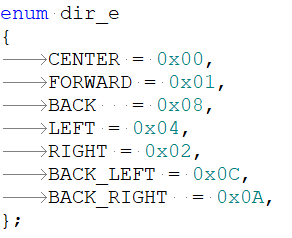 enum dir_e
{
	CENTER = 0x00,
	FORWARD = 0x01,
	BACK   = 0x08,
	LEFT = 0x04,
	RIGHT = 0x02,
	BACK_LEFT = 0x0C,
	BACK_RIGHT  = 0x0A,
};